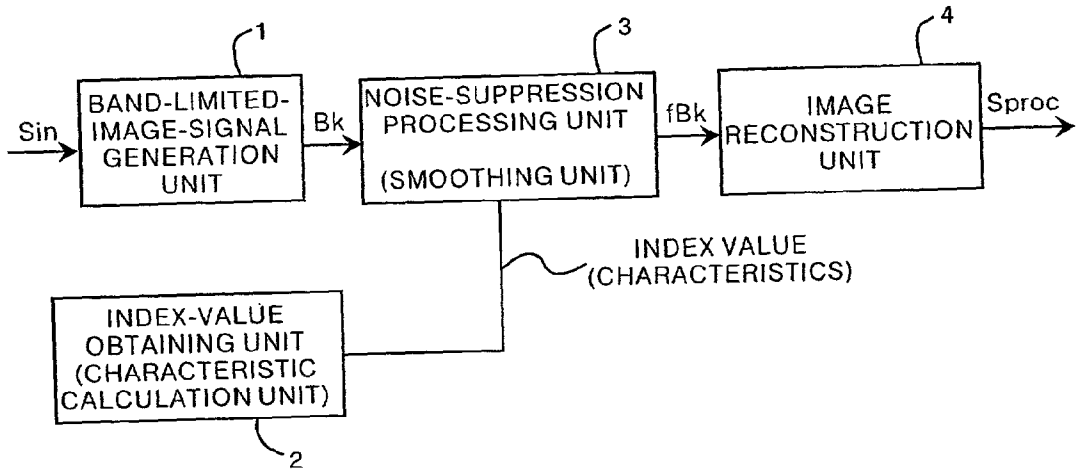 1
3
4
Sin
BAND-LIMITED-
IMAGE-SIGNAL
GENERATION
UNIT
Bk
NOISE-SUPPRESSION
PROCESSING UNIT
(SMOOTHING UNIT)
fBk
IMAGE
RECONSTRUCTION
UNIT
Sproc
INDEX VALUE
(CHARACTERISTICS)
INDEX-VALUE
OBTAINING UNIT
(CHARACTERISTIC
CALCULATION UNIT)
2